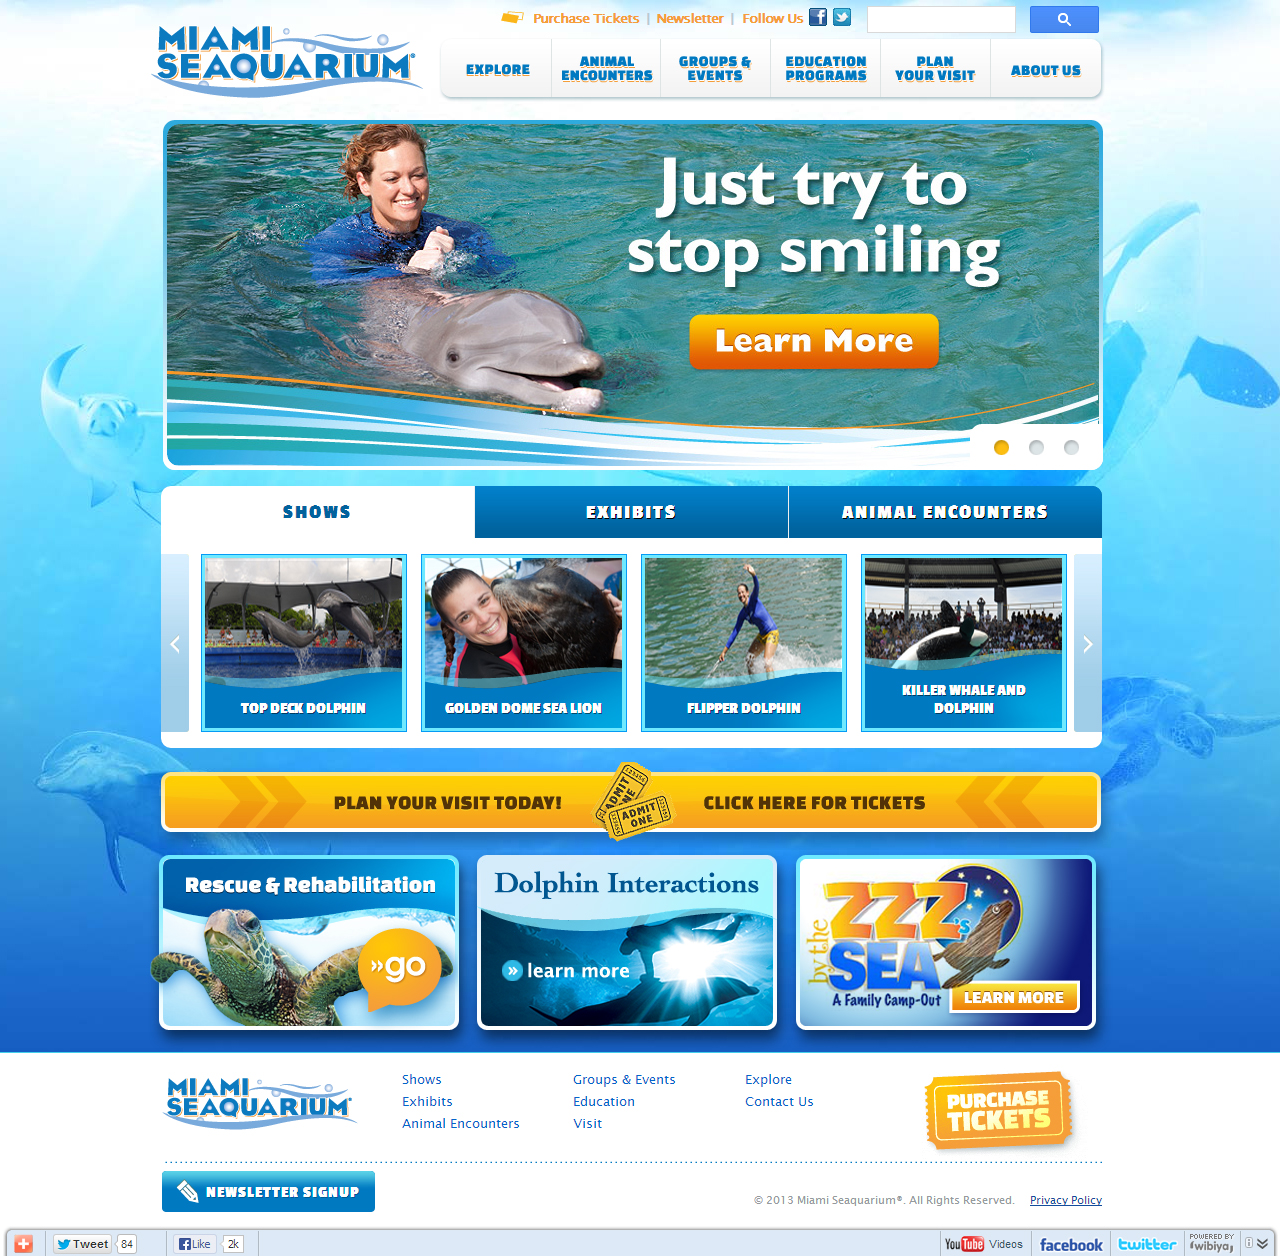 Purchase Tickets | Newsletter | Follow Us
MIAMI
SEAQUARIUM®
EXPLORE
ANIMAL
ENCOUNTERS
GROUPS &
EVENTS
EDUCATION
PROGRAMS
PLAN
YOUR VISIT
ABOUT US
Just try to
stop smiling
Learn More
SHOWS
EXHIBITS
ANIMAL ENCOUNTERS
TOP DECK DOLPHIN
GOLDEN DOME SEA LION
FLIPPER DOLPHIN
KILLER WHALE AND
DOLPHIN
PLAN YOUR VISIT TODAY!
ADMIT
ONE
ADMIT
ONE
CLICK HERE FOR TICKETS
Rescue & Rehabilitation
»go
Dolphin Interactions
» learn more
ZZZ's
by the
SEA
A Family Camp-Out
LEARN MORE
MIAMI
SEAQUARIUM®
Shows
Exhibits
Animal Encounters
Groups & Events
Education
Visit
Explore
Contact Us
PURCHASE
TICKETS
NEWSLETTER SIGNUP
© 2013 Miami Seaquarium®. All Rights Reserved.
Privacy Policy
Tweet 84
Like 2k
YouTube Videos
facebook
twitter
POWERED BY
wibiya